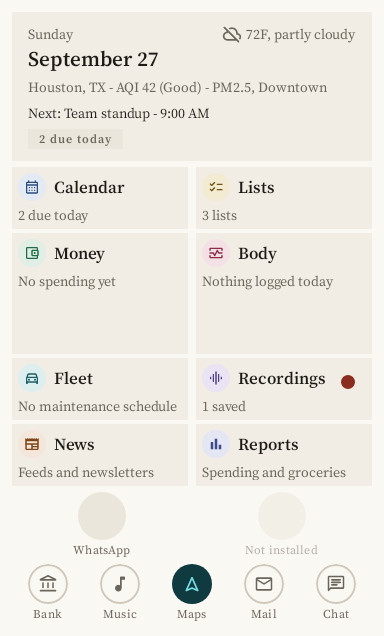 Sunday
72F, partly cloudy
September 27
Houston, TX - AQI 42 (Good) - PM2.5, Downtown
Next: Team standup - 9:00 AM
2 due today
Calendar
2 due today
Lists
3 lists
Money
No spending yet
Body
Nothing logged today
Fleet
No maintenance schedule
Recordings
1 saved
News
Feeds and newsletters
Reports
Spending and groceries
WhatsApp
Not installed
Bank
Music
Maps
Mail
Chat